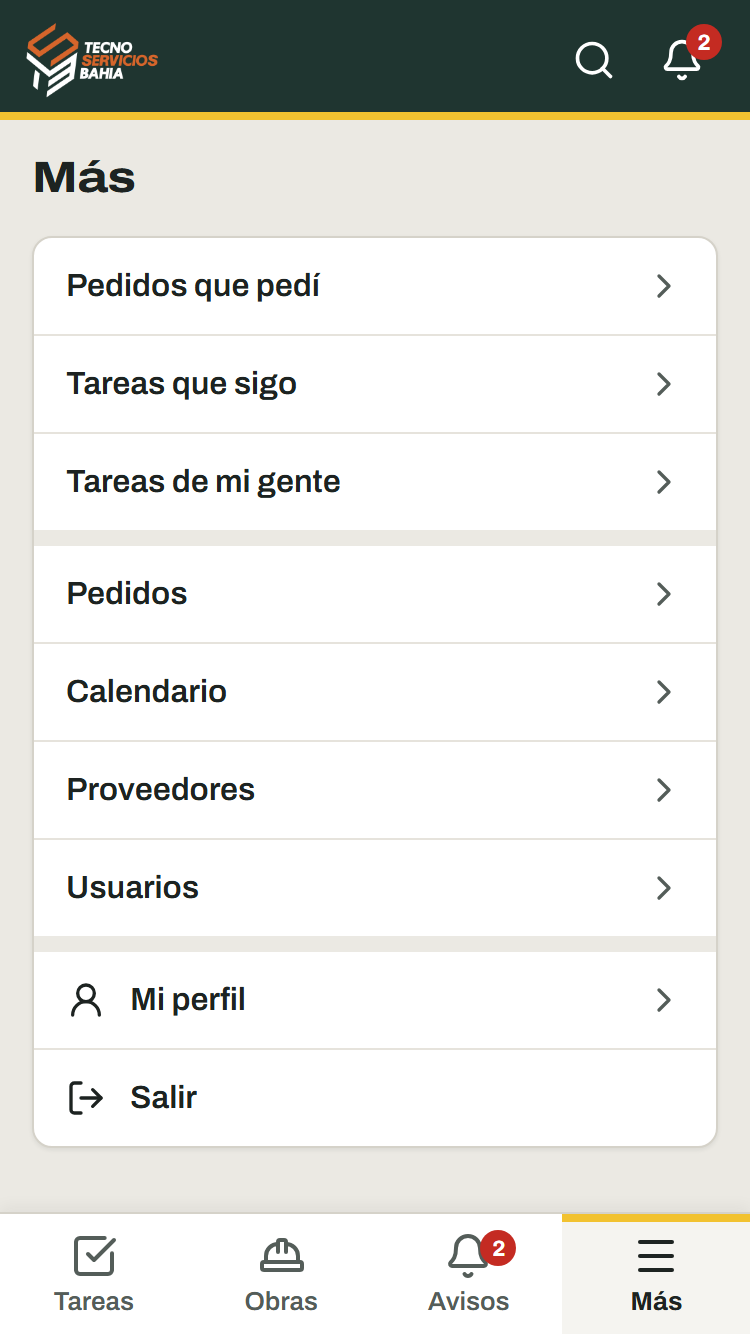 TECNO
SERVICIOS
BAHIA
2
Más
Pedidos que pedí
Tareas que sigo
Tareas de mi gente
Pedidos
Calendario
Proveedores
Usuarios
Mi perfil
Salir
2
Tareas
Obras
Avisos
Más